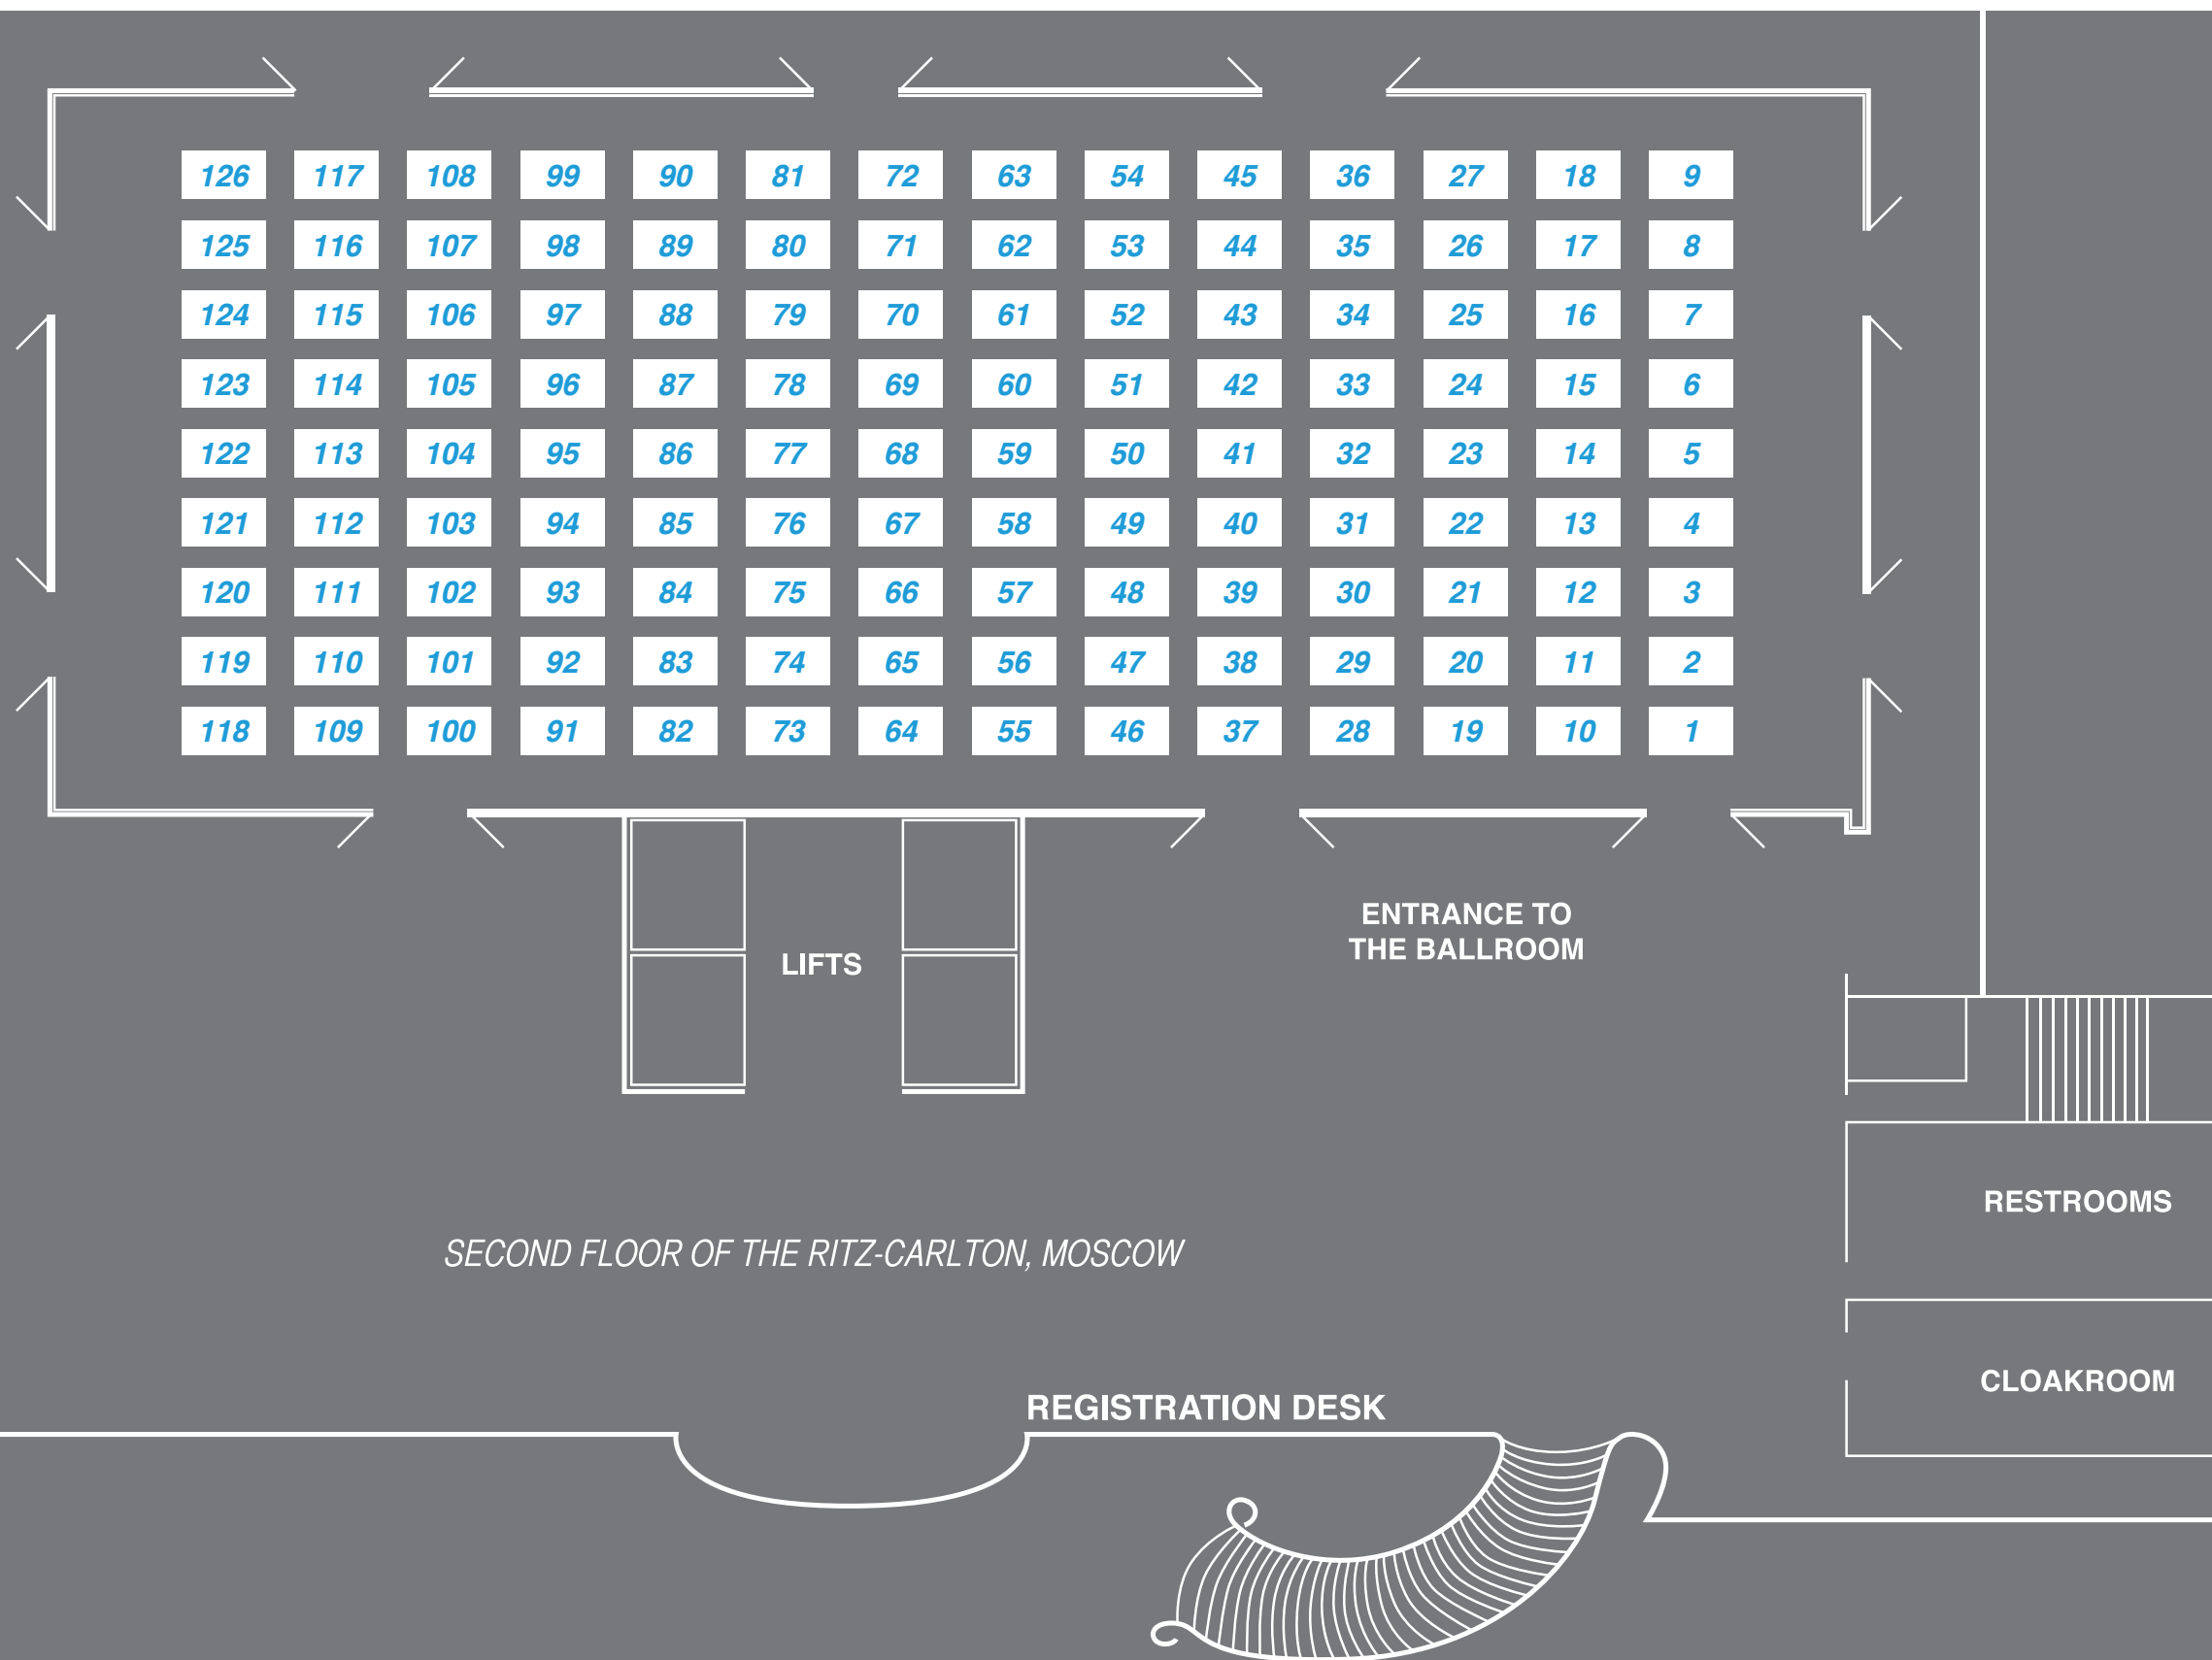 126 117 108 99 90 81 72 63 54 45 36 27 18 9
125 116 107 98 89 80 71 62 53 44 35 26 17 8
124 115 106 97 88 79 70 61 52 43 34 25 16 7
123 114 105 96 87 78 69 60 51 42 33 24 15 6
122 113 104 95 86 77 68 59 50 41 32 23 14 5
121 112 103 94 85 76 67 58 49 40 31 22 13 4
120 111 102 93 84 75 66 57 48 39 30 21 12 3
119 110 101 92 83 74 65 56 47 38 29 20 11 2
118 109 100 91 82 73 64 55 46 37 28 19 10 1
ENTRANCE TO
THE BALLROOM
LIFTS
RESTROOMS
SECOND FLOOR OF THE RITZ-CARLTON, MOSCOW
CLOAKROOM
REGISTRATION DESK